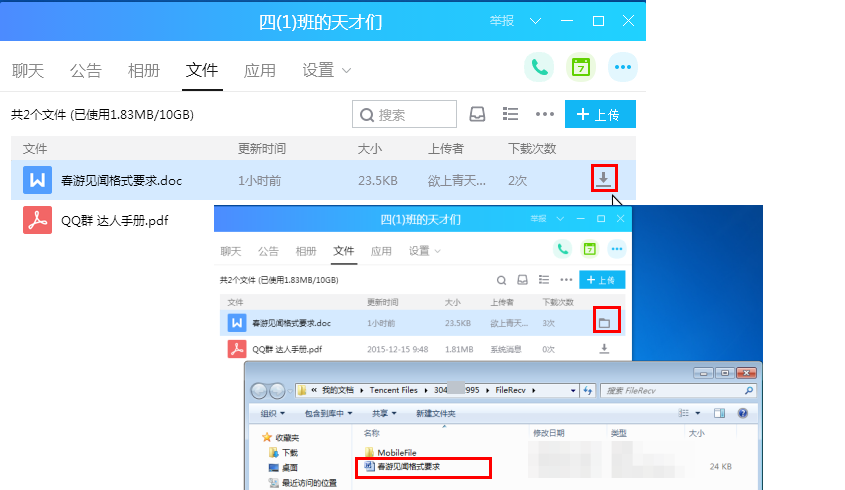 四(1)班的天才们 举报
聊天 公告 相册 文件 应用 设置
7
共2个文件 (已使用1.83MB/10GB) 搜索 上传
文件 更新时间 大小 上传者 下载次数
W 春游见闻格式要求.doc 1小时前 23.5KB 欲上青天... 2次
QQ群 达人手册.pdf
四(1)班的天才们 举报
聊天 公告 相册 文件 应用 设置
7
共2个文件 (已使用1.83MB/10GB) 上传
文件 更新时间 大小 上传者 下载次数
W 春游见闻格式要求.doc 1小时前 23.5KB 欲上青天... 3次
QQ群 达人手册.pdf 2015-12-15 9:48 1.81MB 系统消息 0次
« 我的文档 Tencent Files 304 995 FileRecv 搜索 FileRecv
组织 包含到库中 共享 新建文件夹
收藏夹 名称 修改日期 类型 大小
下载 MobileFile
桌面 春游见闻格式要求 24 KB
最近访问的位置